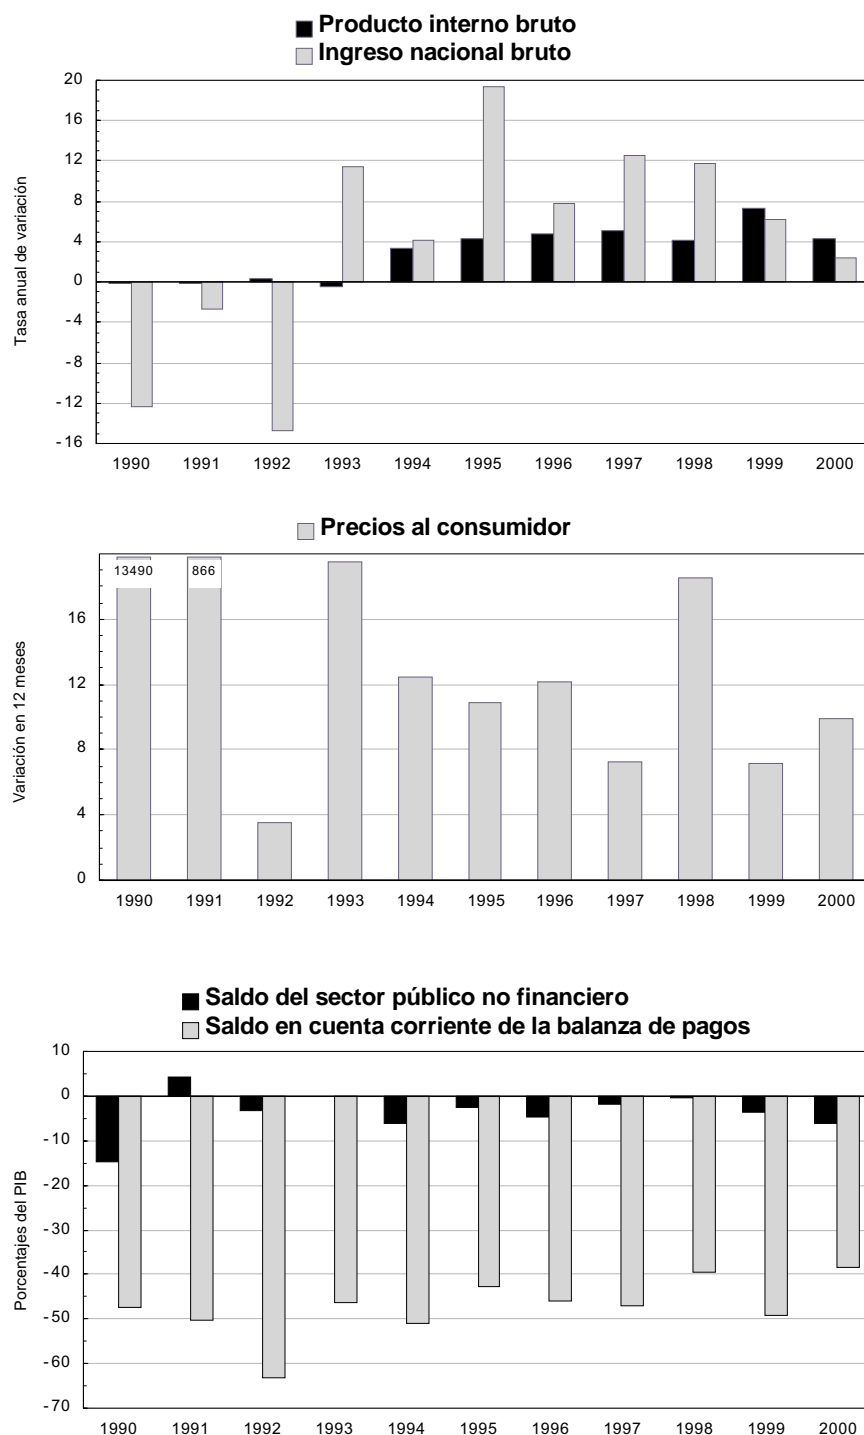 Producto interno bruto
Ingreso nacional bruto
Tasa anual de variación
20
16
12
8
4
0
-4
-8
-12
-16
1990 1991 1992 1993 1994 1995 1996 1997 1998 1999 2000
Precios al consumidor
Variación en 12 meses
13490 866
16
12
8
4
0
1990 1991 1992 1993 1994 1995 1996 1997 1998 1999 2000
Saldo del sector público no financiero
Saldo en cuenta corriente de la balanza de pagos
Porcentajes del PIB
10
0
-10
-20
-30
-40
-50
-60
-70
1990 1991 1992 1993 1994 1995 1996 1997 1998 1999 2000